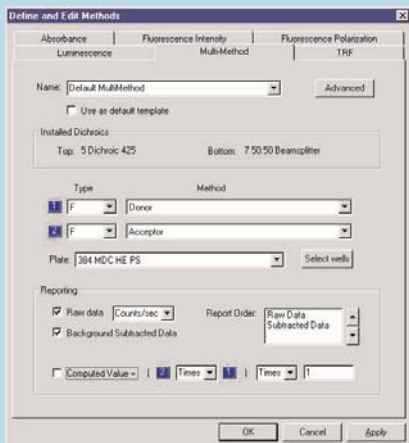 Define and Edit Methods
Absorbance Fluorescence Intensity Fluorescence Polarization
Luminescence Multi-Method TRF
Name: Default MultiMethod Advanced
Use as default template
Installed Dichroics
Top: 5 Dichroic 425 Bottom: 7 50:50 Beamsplitter
Type Method
1 F Donor
2 F Acceptor
Plate: 384 MDC HE PS Select wells
Reporting
Raw data Counts/sec Report Order: Raw Data
Background Subtracted Data Subtracted Data
Computed Value = ( 2 Times 1 ) Times 1
OK Cancel Apply